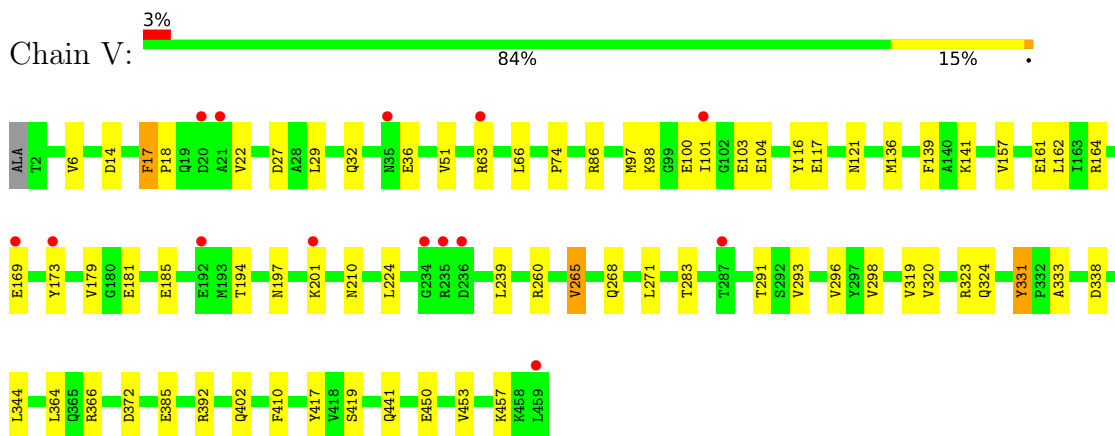 3%
Chain V:
84% 15% •
ALA T2 V6 D14 F17 P18 Q19 D20 A21 V22 D27 A28 L29 Q32 N35 E36 V51 R63 L66 P74 R86 M97 K98 G99 E100 I101 G102 E103 E104 Y116 E117 N121 M136 F139 A140 K141 V157 E161 L162 I163 R164
E169 Y173 V179 G180 E181 E185 E192 M193 T194 N197 K201 N210 L224 G234 R235 D236 L239 R260 V265 Q268 L271 T283 T287 T291 S292 V293 V296 Y297 V298 V319 V320 R323 Q324 Y331 P332 A333 D338
L344 L364 Q365 R366 D372 E385 R392 Q402 F410 Y417 V418 S419 Q441 E450 V453 K457 K458 L459